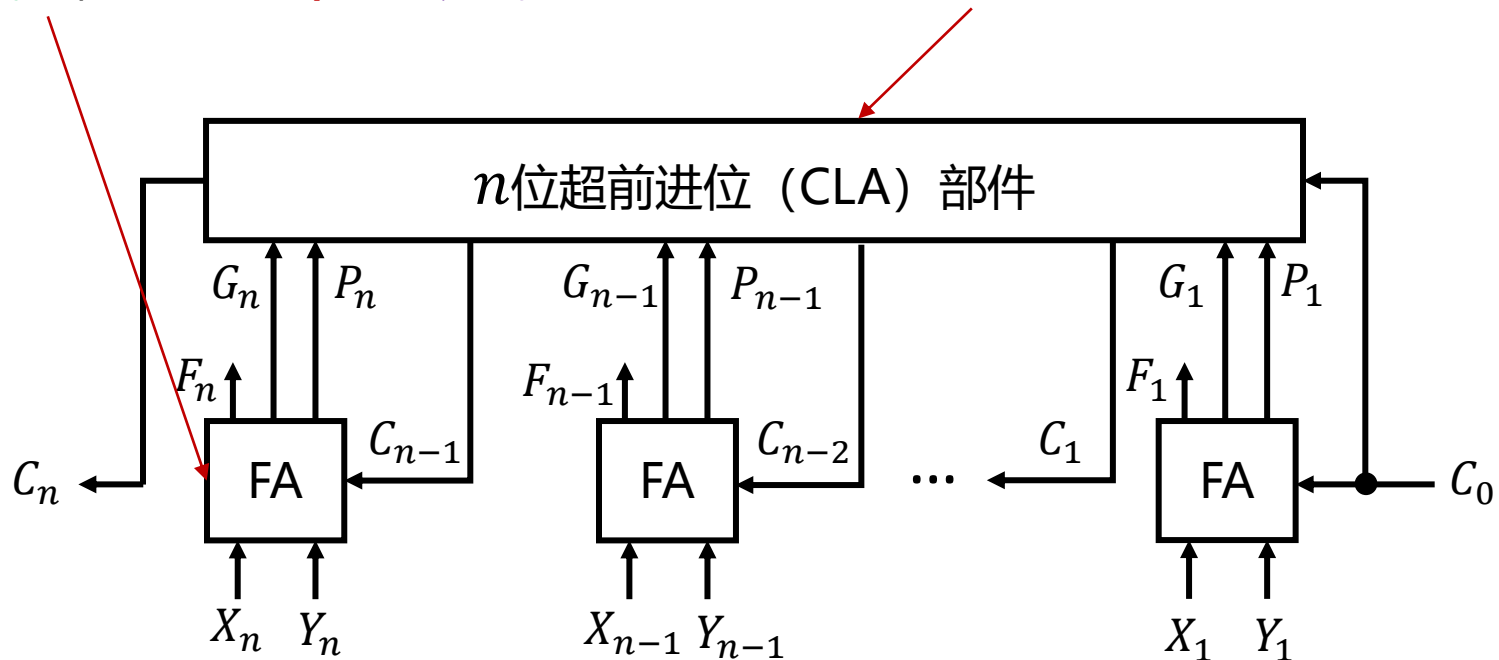 n位超前进位（CLA）部件
G_n P_n G_{n-1} P_{n-1} G_1 P_1
F_n F_{n-1} F_1
C_{n-1} C_{n-2} C_1
C_n FA FA ⋯ FA C_0
X_n Y_n X_{n-1} Y_{n-1} X_1 Y_1